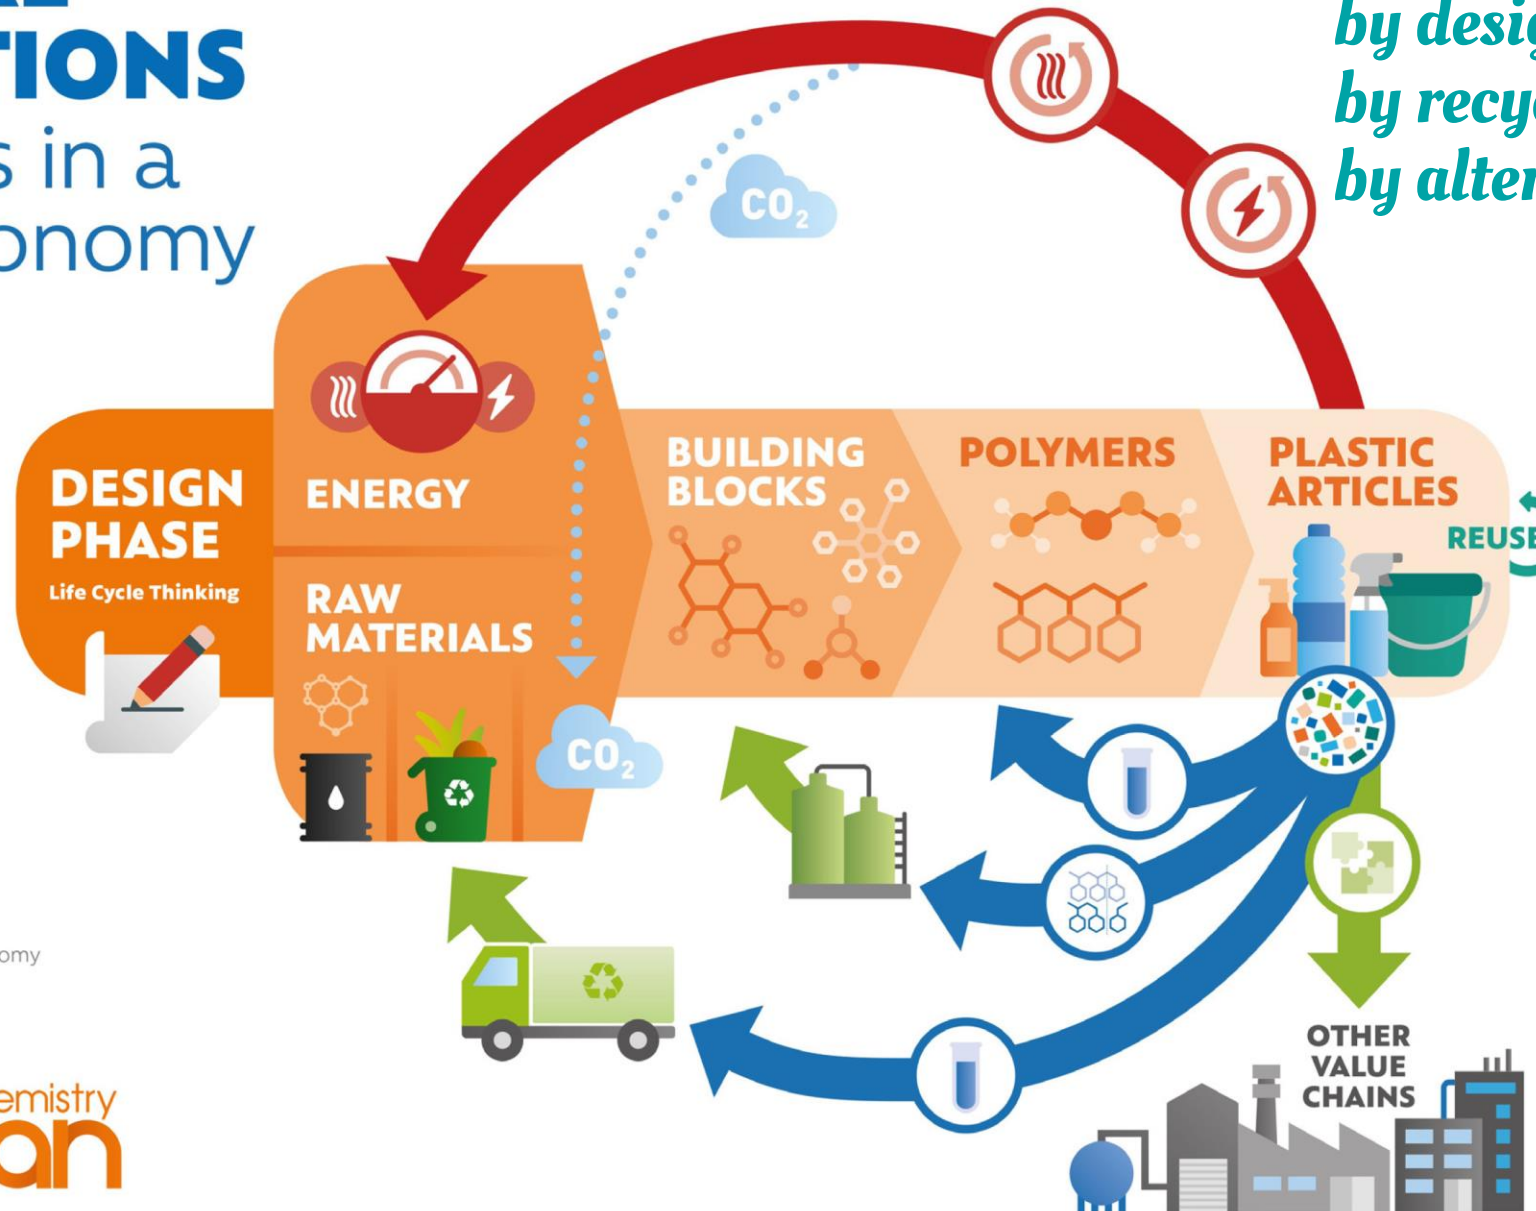 TIONS
s in a
onomy
by desig
by recy
by alter
CO2
DESIGN
PHASE
Life Cycle Thinking
ENERGY
RAW
MATERIALS
CO2
BUILDING
BLOCKS
POLYMERS
PLASTIC
ARTICLES
REUSE
omy
OTHER
VALUE
CHAINS
emistry
an